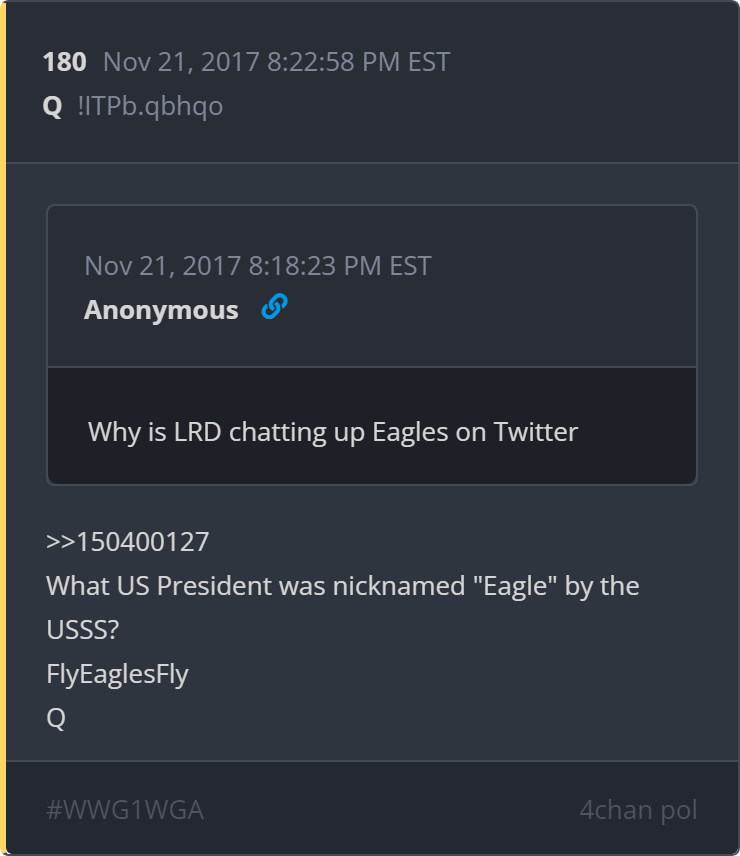 180 Nov 21, 2017 8:22:58 PM EST
Q !ITPb.qbhqo
Nov 21, 2017 8:18:23 PM EST
Anonymous
Why is LRD chatting up Eagles on Twitter
>>150400127
What US President was nicknamed "Eagle" by the
USSS?
FlyEaglesFly
Q
#WWG1WGA 4chan pol